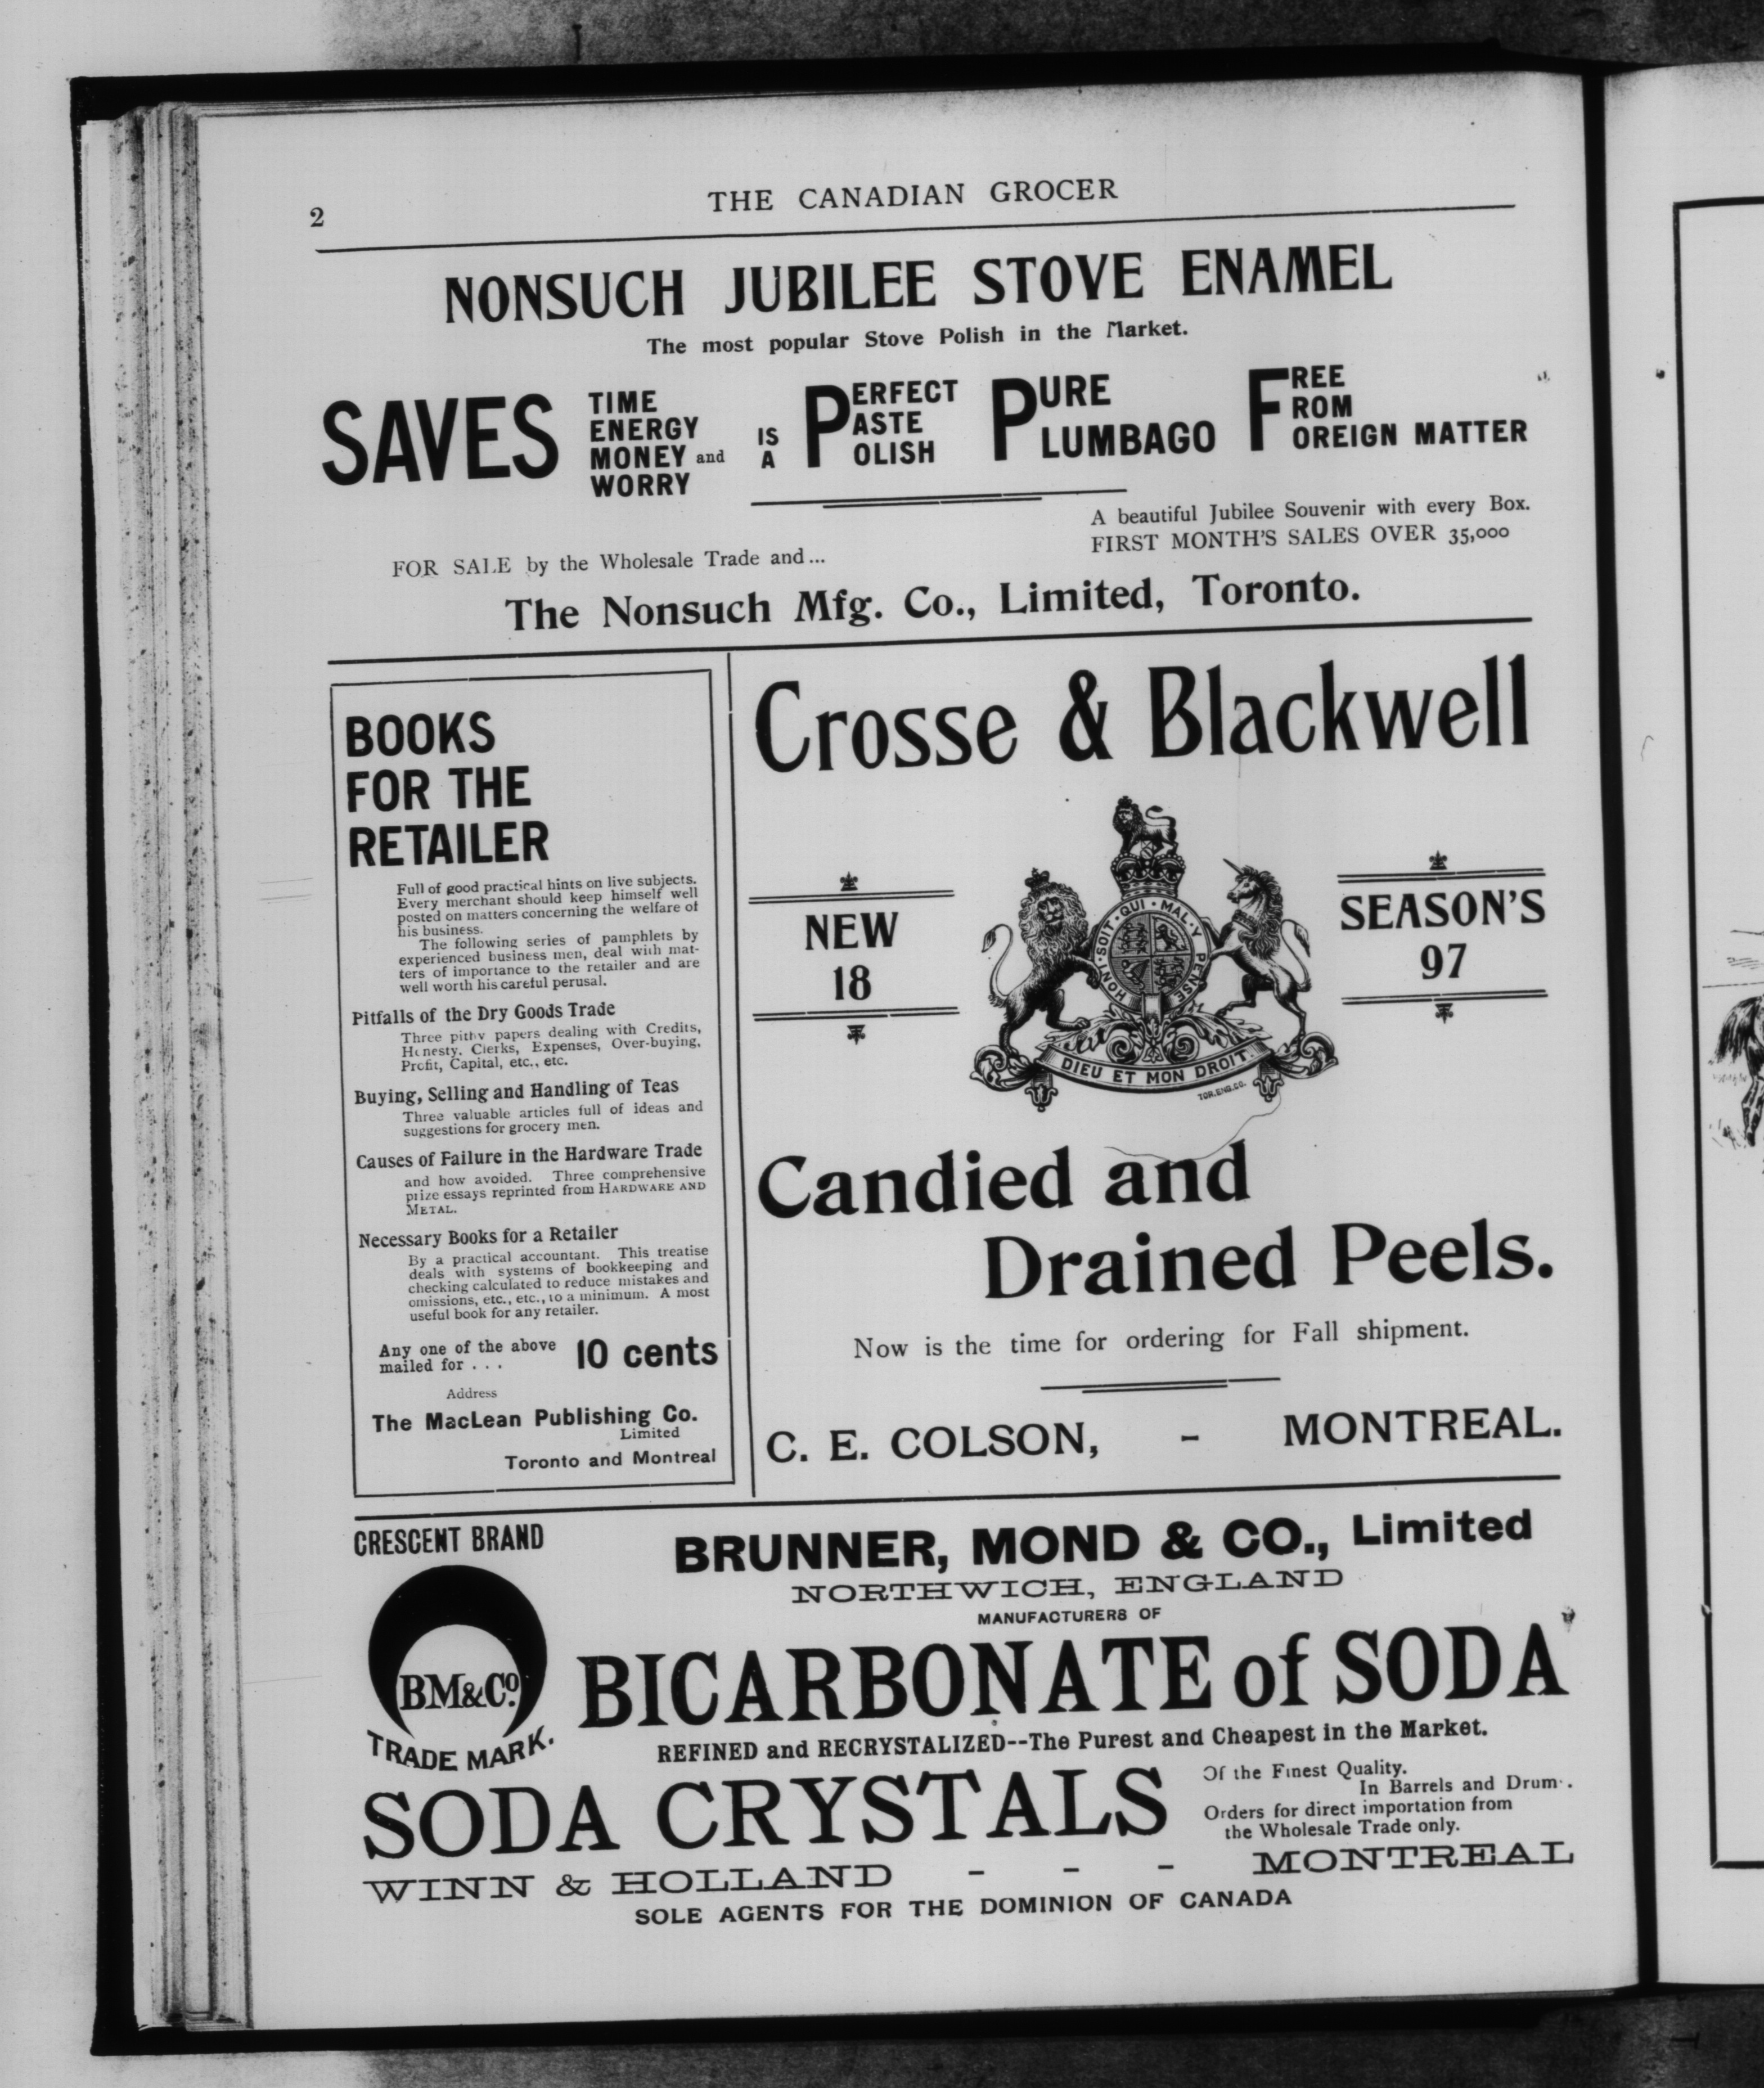 2
THE CANADIAN GROCER
NONSUCH JUBILEE STOVE ENAMEL
The most popular Stove Polish in the Market.
SAVES
TIME
ENERGY
MONEY and
WORRY
IS
A
PERFECT
PASTE
POLISH
PURE
PLUMBAGO
FREE
FROM
FOREIGN MATTER
A beautiful Jubilee Souvenir with every Box.
FIRST MONTH'S SALES OVER 35,000
FOR SALE by the Wholesale Trade and...
The Nonsuch Mfg. Co., Limited, Toronto.
BOOKS
FOR THE
RETAILER
Full of good practical hints on live subjects.
Every merchant should keep himself well
posted on matters concerning the welfare of
his business.
The following series of pamphlets by
experienced business men, deal with mat-
ters of importance to the retailer and are
well worth his careful perusal.
Pitfalls of the Dry Goods Trade
Three pithy papers dealing with Credits,
Honesty, Clerks, Expenses, Over-buying,
Profit, Capital, etc., etc.
Buying, Selling and Handling of Teas
Three valuable articles full of ideas and
suggestions for grocery men.
Causes of Failure in the Hardware Trade
and how avoided. Three comprehensive
prize essays reprinted from HARDWARE AND
METAL.
Necessary Books for a Retailer
By a practical accountant. This treatise
deals with systems of bookkeeping and
checking calculated to reduce mistakes and
omissions, etc., etc., to a minimum. A most
useful book for any retailer.
Any one of the above
mailed for . . .
10 cents
Address
The MacLean Publishing Co.
Limited
Toronto and Montreal
Crosse & Blackwell
NEW
18
HONI·SOIT·QUI·MAL·Y PENSE
DIEU ET MON DROIT.
TOR.ENG.CO.
SEASON'S
97
Candied and
Drained Peels.
Now is the time for ordering for Fall shipment.
C. E. COLSON, - MONTREAL.
CRESCENT BRAND
BM&Co.
TRADE MARK.
BRUNNER, MOND & CO., Limited
NORTHWICH, ENGLAND
MANUFACTURERS OF
BICARBONATE of SODA
REFINED and RECRYSTALIZED--The Purest and Cheapest in the Market.
SODA CRYSTALS
Of the Finest Quality.
In Barrels and Drum.
Orders for direct importation from
the Wholesale Trade only.
WINN & HOLLAND - - - MONTREAL
SOLE AGENTS FOR THE DOMINION OF CANADA